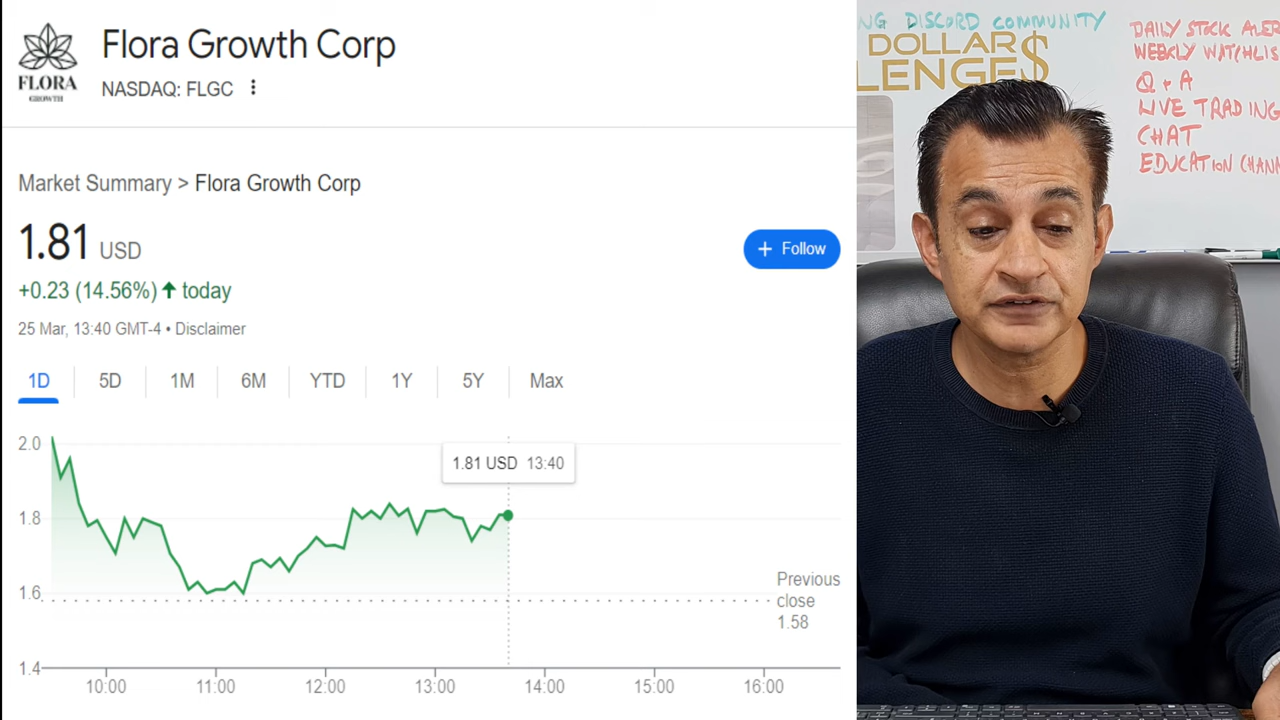 FLORA
GROWTH
Flora Growth Corp
NASDAQ: FLGC
Market Summary > Flora Growth Corp
1.81 USD
+0.23 (14.56%) ↑ today
25 Mar, 13:40 GMT-4 • Disclaimer
+ Follow
1D 5D 1M 6M YTD 1Y 5Y Max
2.0
1.8
1.6
1.4
1.81 USD 13:40
Previous
close
1.58
10:00 11:00 12:00 13:00 14:00 15:00 16:00
DISCORD COMMUNITY
DOLLAR $
DAILY STOCK
WEEKLY
Q + A
LIVE TRADING
CHAT
EDUCATION